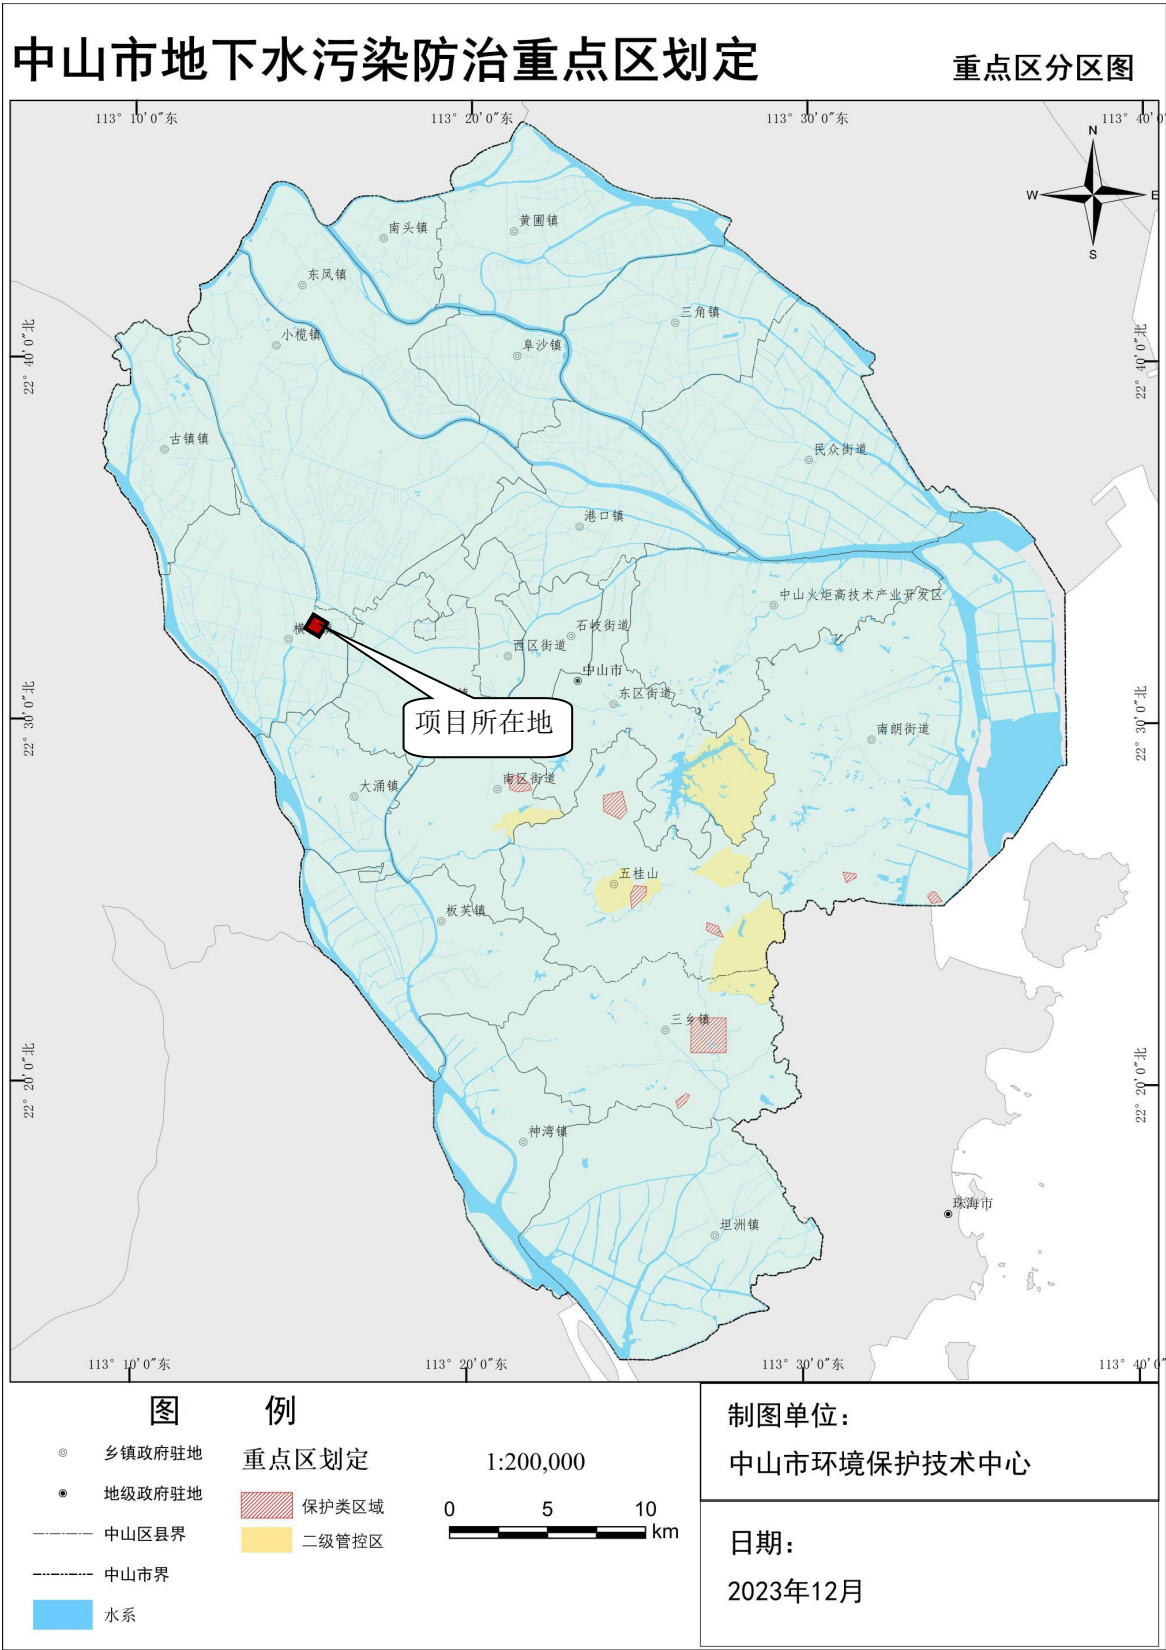 中山市地下水污染防治重点区划定
重点区分区图
113° 10′0″东
113° 20′0″东
113° 30′0″东
113° 40′0
N
W
E
S
22° 40′0″北
22° 30′0″北
22° 20′0″北
22° 40′0″北
22° 30′0″北
22° 20′0″北
南头镇
黄圃镇
东凤镇
三角镇
小榄镇
阜沙镇
古镇镇
民众街道
港口镇
中山火炬高技术产业开发区
横
石岐街道
西区街道
中山市
东区街道
镇
项目所在地
南朗街道
南区街道
大涌镇
五桂山
板芙镇
三乡镇
神湾镇
坦洲镇
珠海市
113° 10′0″东
113° 20′0″东
113° 30′0″东
113° 40′0″
图 例
乡镇政府驻地
地级政府驻地
中山区县界
中山市界
水系
重点区划定
保护类区域
二级管控区
1:200,000
0 5 10
km
制图单位：
中山市环境保护技术中心
日期：
2023年12月